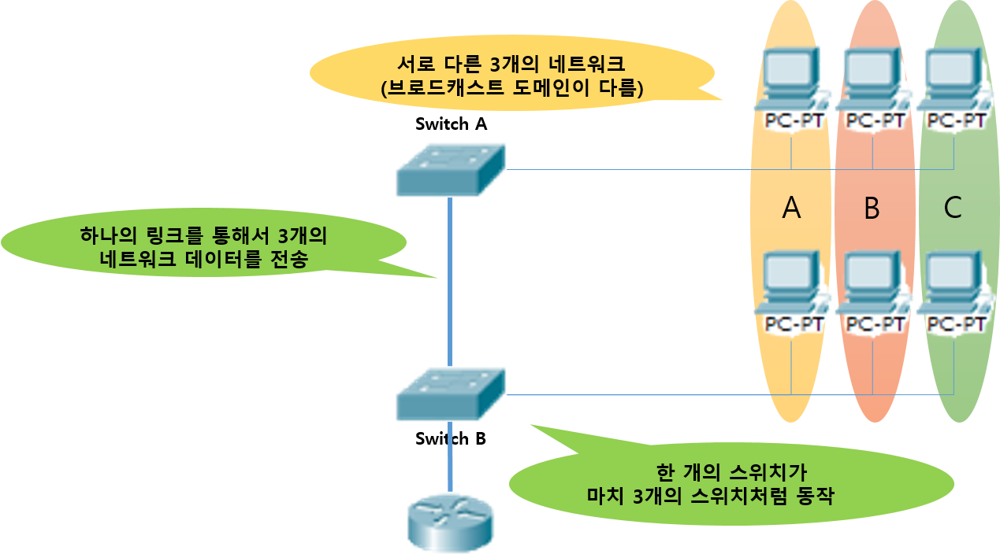 서로 다른 3개의 네트워크
(브로드캐스트 도메인이 다름)
Switch A
PC-PT
PC-PT
PC-PT
A
B
C
하나의 링크를 통해서 3개의
네트워크 데이터를 전송
PC-PT
PC-PT
PC-PT
Switch B
한 개의 스위치가
마치 3개의 스위치처럼 동작